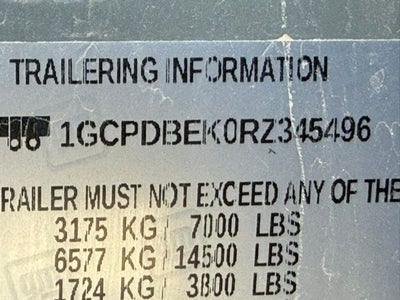 TRAILERING INFORMATION
1GCPDBEK0RZ345496
RAILER MUST NOT EXCEED ANY OF THE
3175 KG/ 7000 LBS
6577 KG/ 14500 LBS
1724 KG/ 3800 LBS